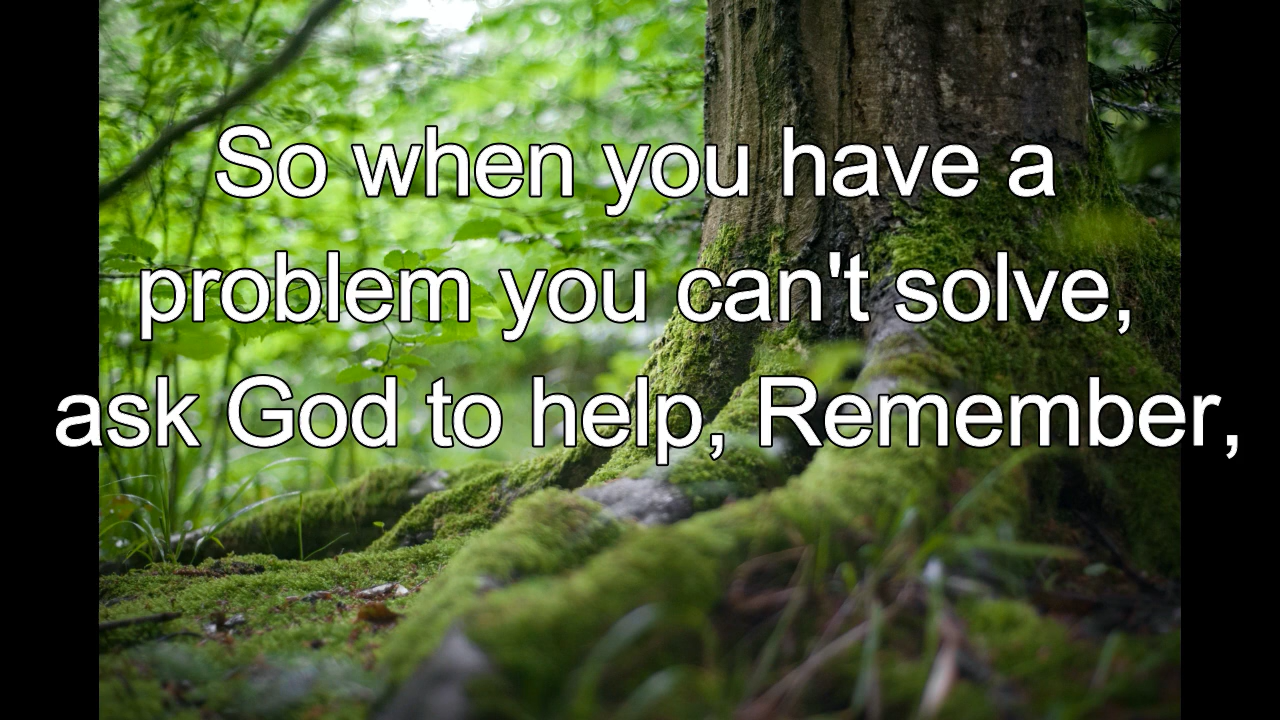 So when you have a
problem you can't solve,
ask God to help, Remember,